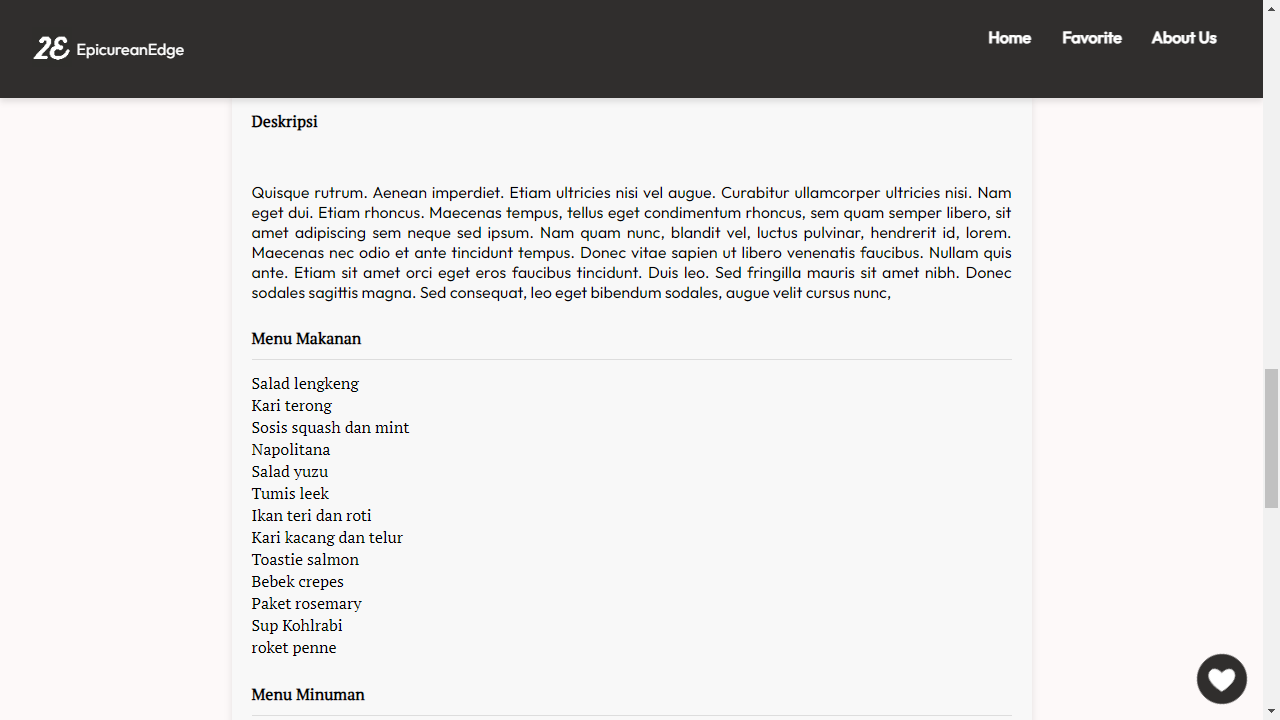 2E EpicureanEdge
Home Favorite About Us
Deskripsi
Quisque rutrum. Aenean imperdiet. Etiam ultricies nisi vel augue. Curabitur ullamcorper ultricies nisi. Nam
eget dui. Etiam rhoncus. Maecenas tempus, tellus eget condimentum rhoncus, sem quam semper libero, sit
amet adipiscing sem neque sed ipsum. Nam quam nunc, blandit vel, luctus pulvinar, hendrerit id, lorem.
Maecenas nec odio et ante tincidunt tempus. Donec vitae sapien ut libero venenatis faucibus. Nullam quis
ante. Etiam sit amet orci eget eros faucibus tincidunt. Duis leo. Sed fringilla mauris sit amet nibh. Donec
sodales sagittis magna. Sed consequat, leo eget bibendum sodales, augue velit cursus nunc,
Menu Makanan
Salad lengkeng
Kari terong
Sosis squash dan mint
Napolitana
Salad yuzu
Tumis leek
Ikan teri dan roti
Kari kacang dan telur
Toastie salmon
Bebek crepes
Paket rosemary
Sup Kohlrabi
roket penne
Menu Minuman